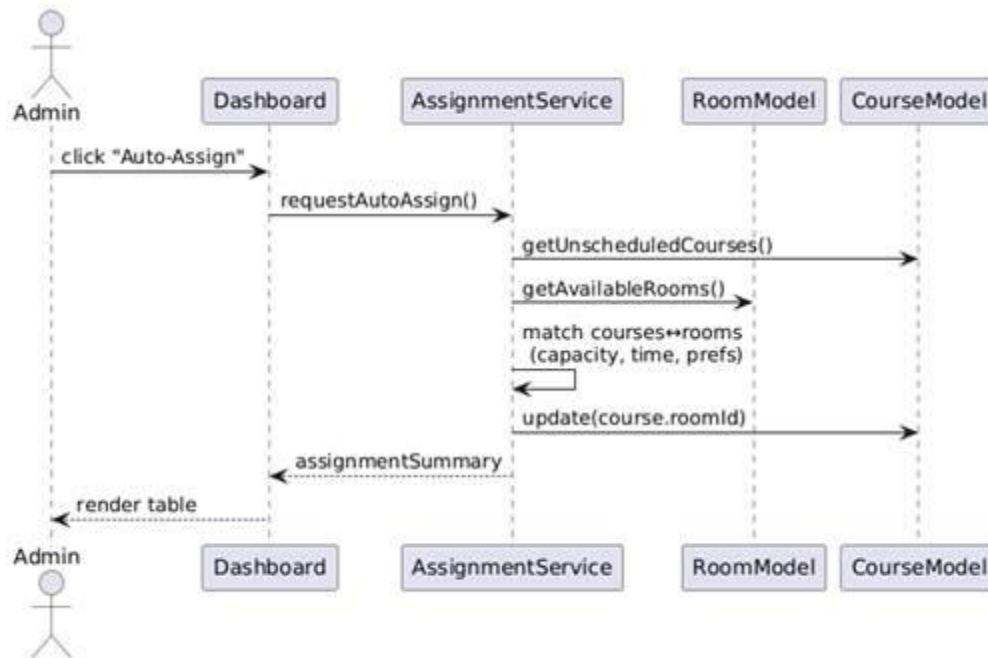 Admin
Dashboard
AssignmentService
RoomModel
CourseModel
click "Auto-Assign"
requestAutoAssign()
getUnscheduledCourses()
getAvailableRooms()
match courses↔rooms
(capacity, time, prefs)
update(course.roomId)
assignmentSummary
render table
Admin
Dashboard
AssignmentService
RoomModel
CourseModel